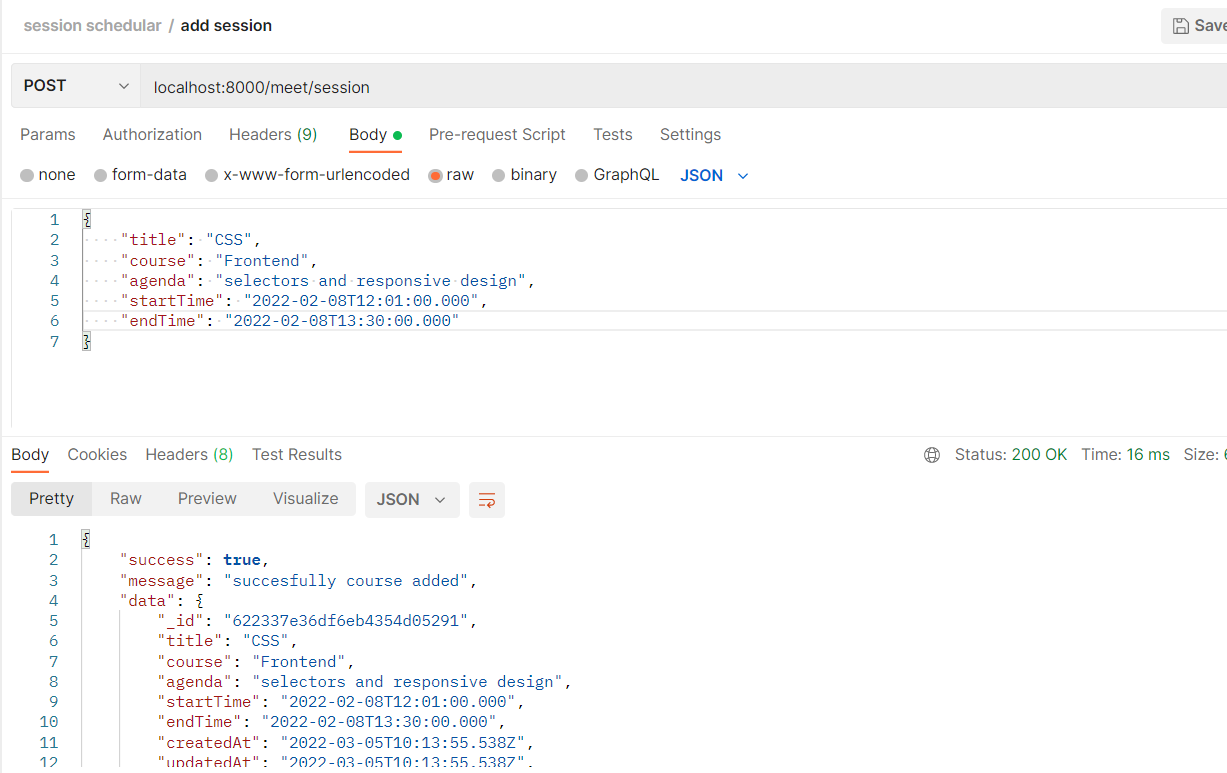 session schedular / add session
Save
POST
localhost:8000/meet/session
Params Authorization Headers (9) Body Pre-request Script Tests Settings
none form-data x-www-form-urlencoded raw binary GraphQL JSON
1 {
2 "title": "CSS",
3 "course": "Frontend",
4 "agenda": "selectors and responsive design",
5 "startTime": "2022-02-08T12:01:00.000",
6 "endTime": "2022-02-08T13:30:00.000"
7 }
Body Cookies Headers (8) Test Results Status: 200 OK Time: 16 ms Size:
Pretty Raw Preview Visualize JSON
1 {
2 "success": true,
3 "message": "succesfully course added",
4 "data": {
5 "_id": "622337e36df6eb4354d05291",
6 "title": "CSS",
7 "course": "Frontend",
8 "agenda": "selectors and responsive design",
9 "startTime": "2022-02-08T12:01:00.000",
10 "endTime": "2022-02-08T13:30:00.000",
11 "createdAt": "2022-03-05T10:13:55.538Z",
12 "updatedAt": "2022-03-05T10:13:55.538Z",